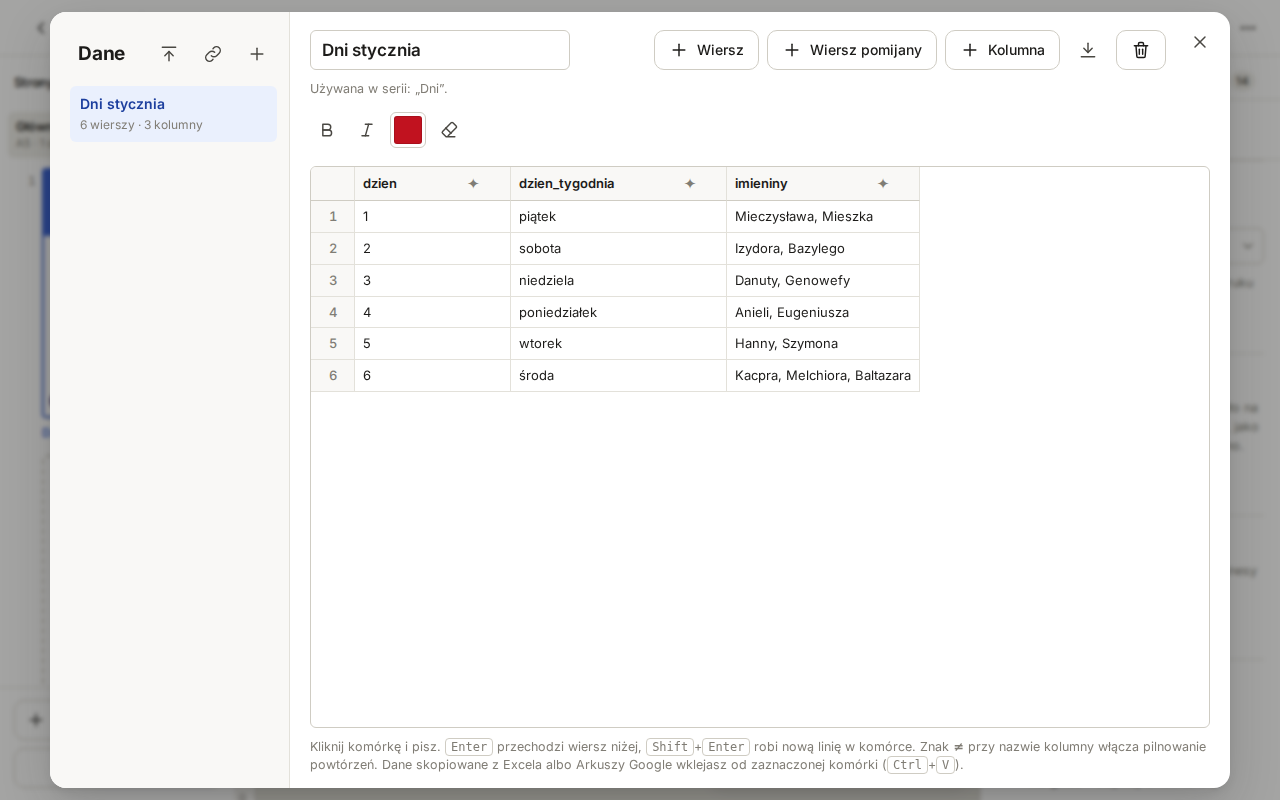 Dane
Dni stycznia
6 wierszy · 3 kolumny
Dni stycznia
Wiersz
Wiersz pomijany
Kolumna
Używana w serii: „Dni”.
B I
dzien dzien_tygodnia imieniny
1 1 piątek Mieczysława, Mieszka
2 2 sobota Izydora, Bazylego
3 3 niedziela Danuty, Genowefy
4 4 poniedziałek Anieli, Eugeniusza
5 5 wtorek Hanny, Szymona
6 6 środa Kacpra, Melchiora, Baltazara
Kliknij komórkę i pisz. Enter przechodzi wiersz niżej, Shift+Enter robi nową linię w komórce. Znak ≠ przy nazwie kolumny włącza pilnowanie
powtórzeń. Dane skopiowane z Excela albo Arkuszy Google wklejasz od zaznaczonej komórki (Ctrl+V).